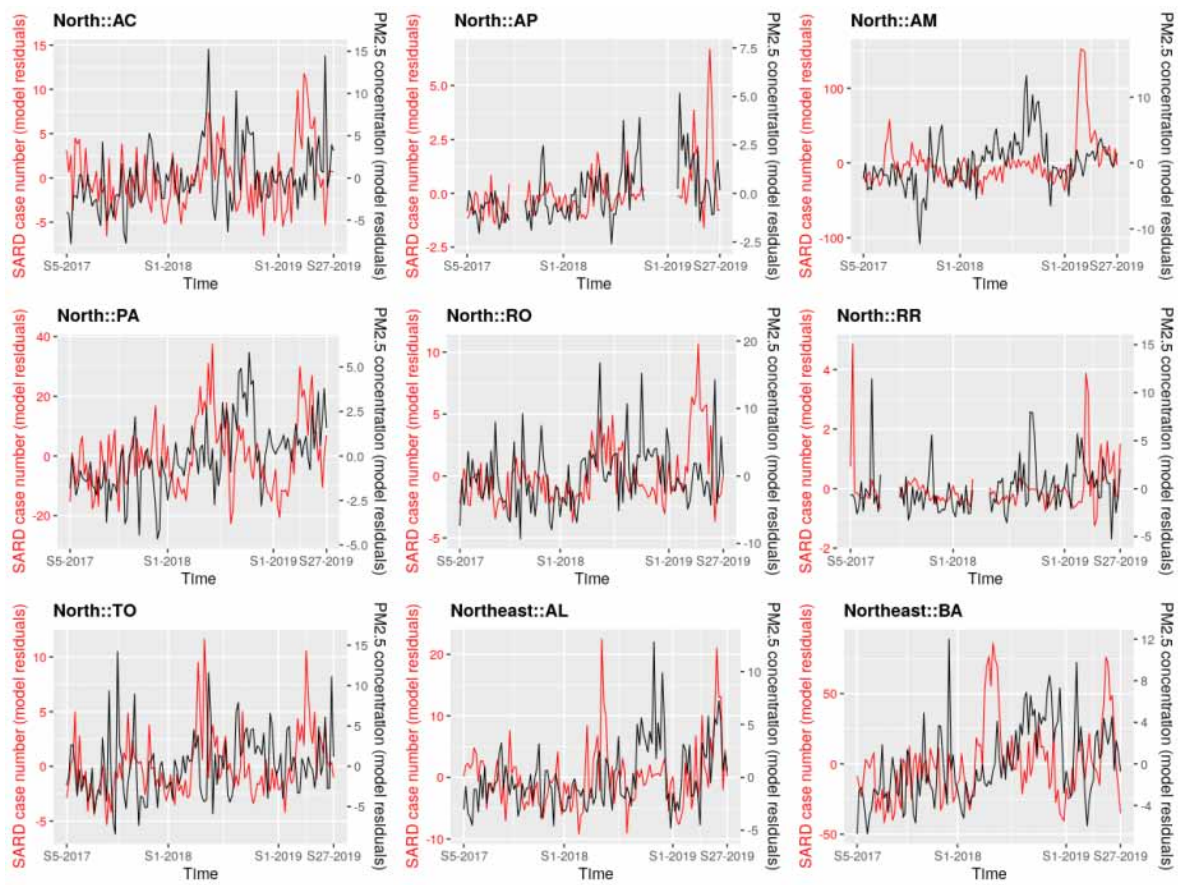 North::AC
SARD case number (model residuals)
15
10
5
0
-5
15
10
5
0
-5
PM2.5 concentration (model residuals)
S5-2017 S1-2018 S1-2019 S27-2019
Time
North::AP
SARD case number (model residuals)
5.0
2.5
0.0
-2.5
7.5
5.0
2.5
0.0
-2.5
PM2.5 concentration (model residuals)
S5-2017 S1-2018 S1-2019 S27-2019
Time
North::AM
SARD case number (model residuals)
100
0
-100
10
0
-10
PM2.5 concentration (model residuals)
S5-2017 S1-2018 S1-2019 S27-2019
Time
North::PA
SARD case number (model residuals)
40
20
0
-20
5.0
2.5
0.0
-2.5
-5.0
PM2.5 concentration (model residuals)
S5-2017 S1-2018 S1-2019 S27-2019
Time
North::RO
SARD case number (model residuals)
10
5
0
-5
20
10
0
-10
PM2.5 concentration (model residuals)
S5-2017 S1-2018 S1-2019 S27-2019
Time
North::RR
SARD case number (model residuals)
4
2
0
-2
15
10
5
0
-5
PM2.5 concentration (model residuals)
S5-2017 S1-2018 S1-2019 S27-2019
Time
North::TO
SARD case number (model residuals)
10
5
0
-5
15
10
5
0
-5
PM2.5 concentration (model residuals)
S5-2017 S1-2018 S1-2019 S27-2019
Time
Northeast::AL
SARD case number (model residuals)
20
10
0
-10
10
5
0
-5
PM2.5 concentration (model residuals)
S5-2017 S1-2018 S1-2019 S27-2019
Time
Northeast::BA
SARD case number (model residuals)
50
0
-50
12
8
4
0
-4
PM2.5 concentration (model residuals)
S5-2017 S1-2018 S1-2019 S27-2019
Time